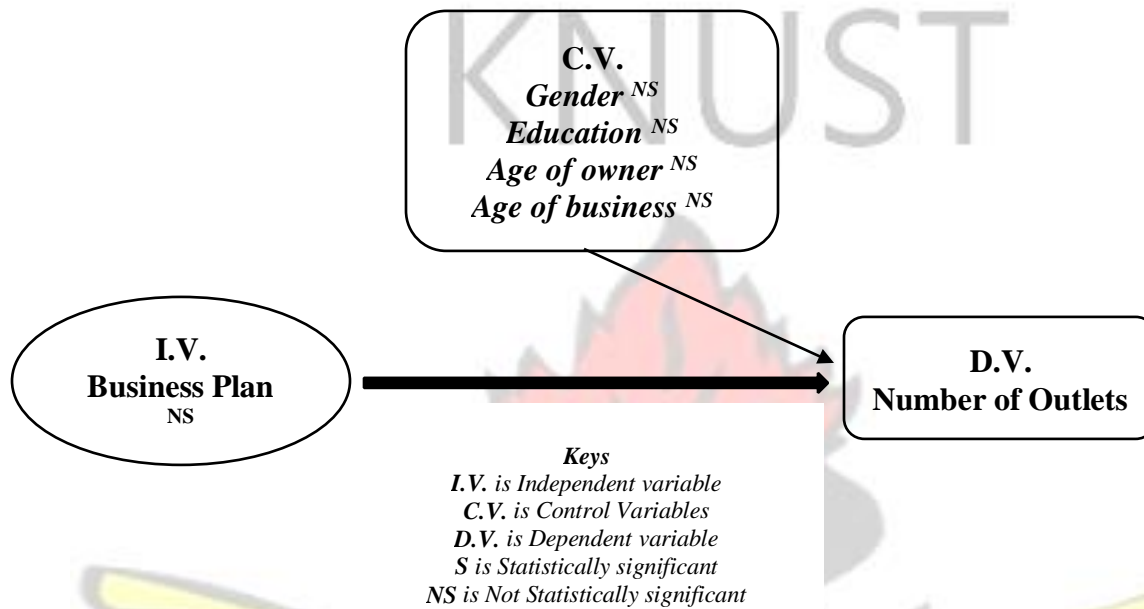 KNUST
C.V.
Gender NS
Education NS
Age of owner NS
Age of business NS
I.V.
Business Plan
NS
D.V.
Number of Outlets
Keys
I.V. is Independent variable
C.V. is Control Variables
D.V. is Dependent variable
S is Statistically significant
NS is Not Statistically significant